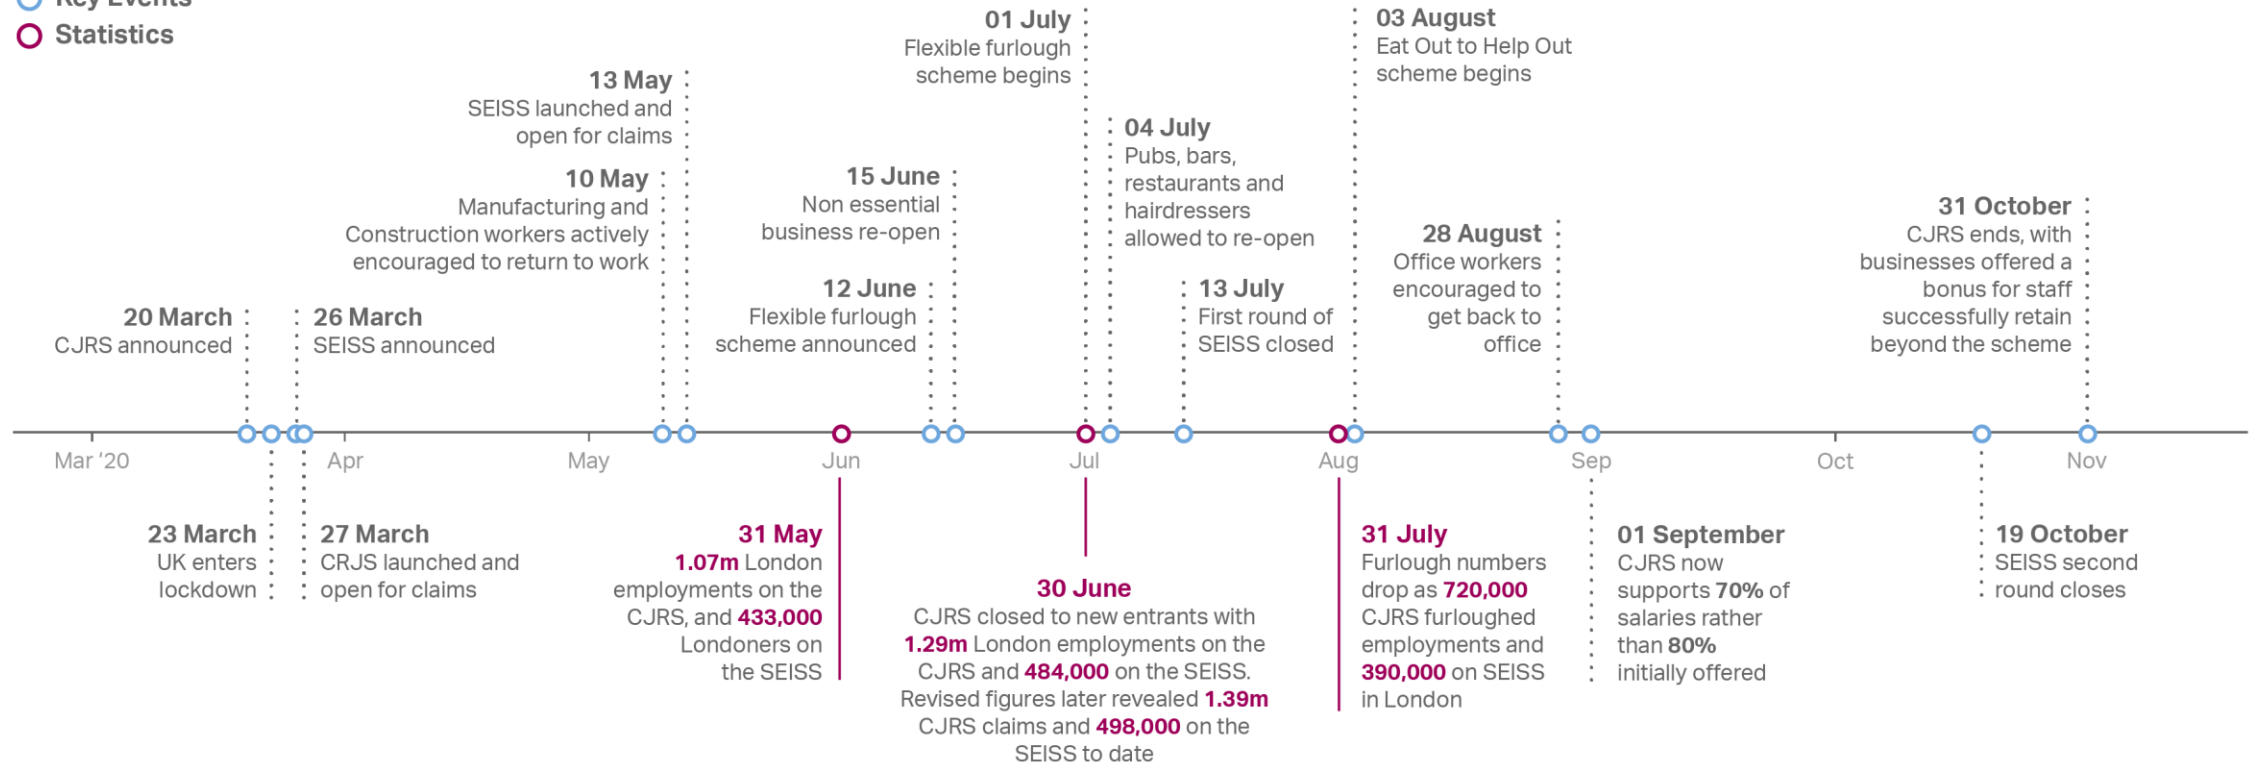 Key Events
Statistics
01 July
Flexible furlough
scheme begins
03 August
Eat Out to Help Out
scheme begins
13 May
SEISS launched and
open for claims
04 July
Pubs, bars,
restaurants and
hairdressers
allowed to re-open
10 May
Manufacturing and
Construction workers actively
encouraged to return to work
15 June
Non essential
business re-open
31 October
CJRS ends, with
businesses offered a
bonus for staff
successfully retain
beyond the scheme
28 August
Office workers
encouraged to
get back to
office
12 June
Flexible furlough
scheme announced
13 July
First round of
SEISS closed
20 March
CJRS announced
26 March
SEISS announced
Mar ‘20
Apr
May
Jun
Jul
Aug
Sep
Oct
Nov
23 March
UK enters
lockdown
27 March
CRJS launched and
open for claims
31 May
1.07m London
employments on the
CJRS, and 433,000
Londoners on
the SEISS
30 June
CJRS closed to new entrants with
1.29m London employments on the
CJRS and 484,000 on the SEISS.
Revised figures later revealed 1.39m
CJRS claims and 498,000 on the
SEISS to date
31 July
Furlough numbers
drop as 720,000
CJRS furloughed
employments and
390,000 on SEISS
in London
01 September
CJRS now
supports 70% of
salaries rather
than 80%
initially offered
19 October
SEISS second
round closes